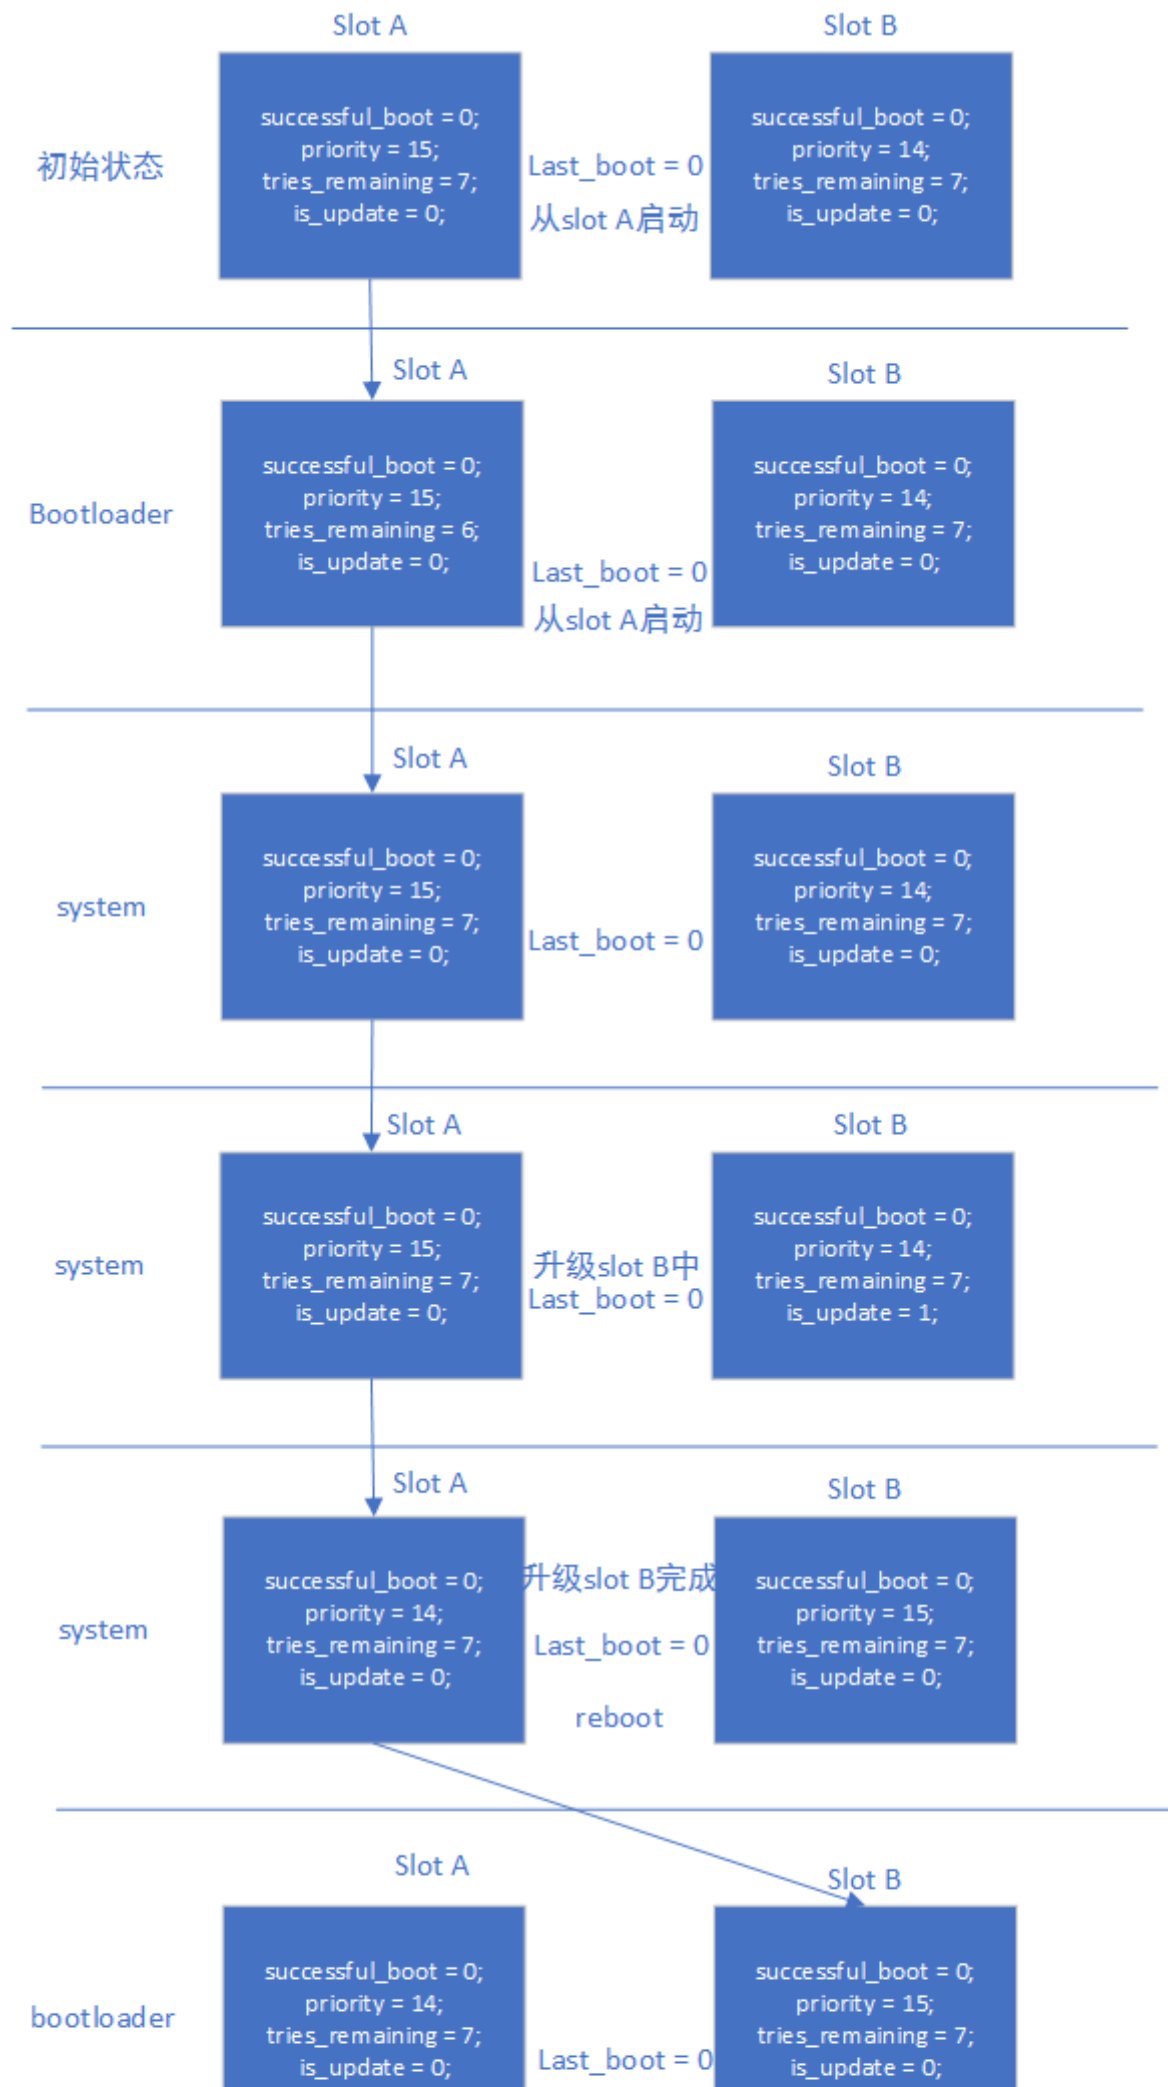 Slot A
Slot B
初始状态
successful_boot = 0;
priority = 15;
tries_remaining = 7;
is_update = 0;
Last_boot = 0
从slot A启动
successful_boot = 0;
priority = 14;
tries_remaining = 7;
is_update = 0;
Slot A
Slot B
Bootloader
successful_boot = 0;
priority = 15;
tries_remaining = 6;
is_update = 0;
Last_boot = 0
从slot A启动
successful_boot = 0;
priority = 14;
tries_remaining = 7;
is_update = 0;
Slot A
Slot B
system
successful_boot = 0;
priority = 15;
tries_remaining = 7;
is_update = 0;
Last_boot = 0
successful_boot = 0;
priority = 14;
tries_remaining = 7;
is_update = 0;
Slot A
Slot B
system
successful_boot = 0;
priority = 15;
tries_remaining = 7;
is_update = 0;
升级slot B中
Last_boot = 0
successful_boot = 0;
priority = 14;
tries_remaining = 7;
is_update = 1;
Slot A
Slot B
system
successful_boot = 0;
priority = 14;
tries_remaining = 7;
is_update = 0;
升级slot B完成
Last_boot = 0
reboot
successful_boot = 0;
priority = 15;
tries_remaining = 7;
is_update = 0;
Slot A
Slot B
bootloader
successful_boot = 0;
priority = 14;
tries_remaining = 7;
is_update = 0;
Last_boot = 0
successful_boot = 0;
priority = 15;
tries_remaining = 7;
is_update = 0;